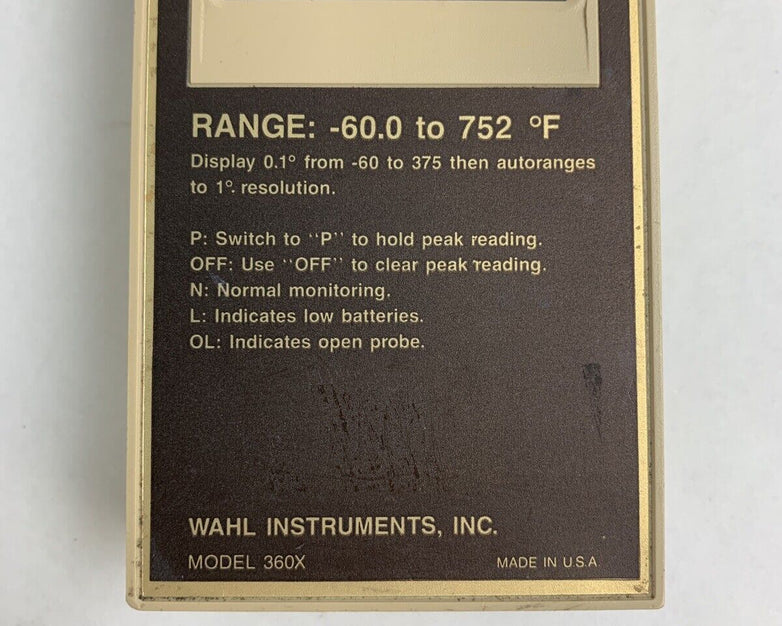 RANGE: -60.0 to 752 °F
Display 0.1° from -60 to 375 then autoranges
to 1°. resolution.
P: Switch to "P" to hold peak reading.
OFF: Use "OFF" to clear peak reading.
N: Normal monitoring.
L: Indicates low batteries.
OL: Indicates open probe.
WAHL INSTRUMENTS, INC.
MODEL 360X
MADE IN U.S.A.